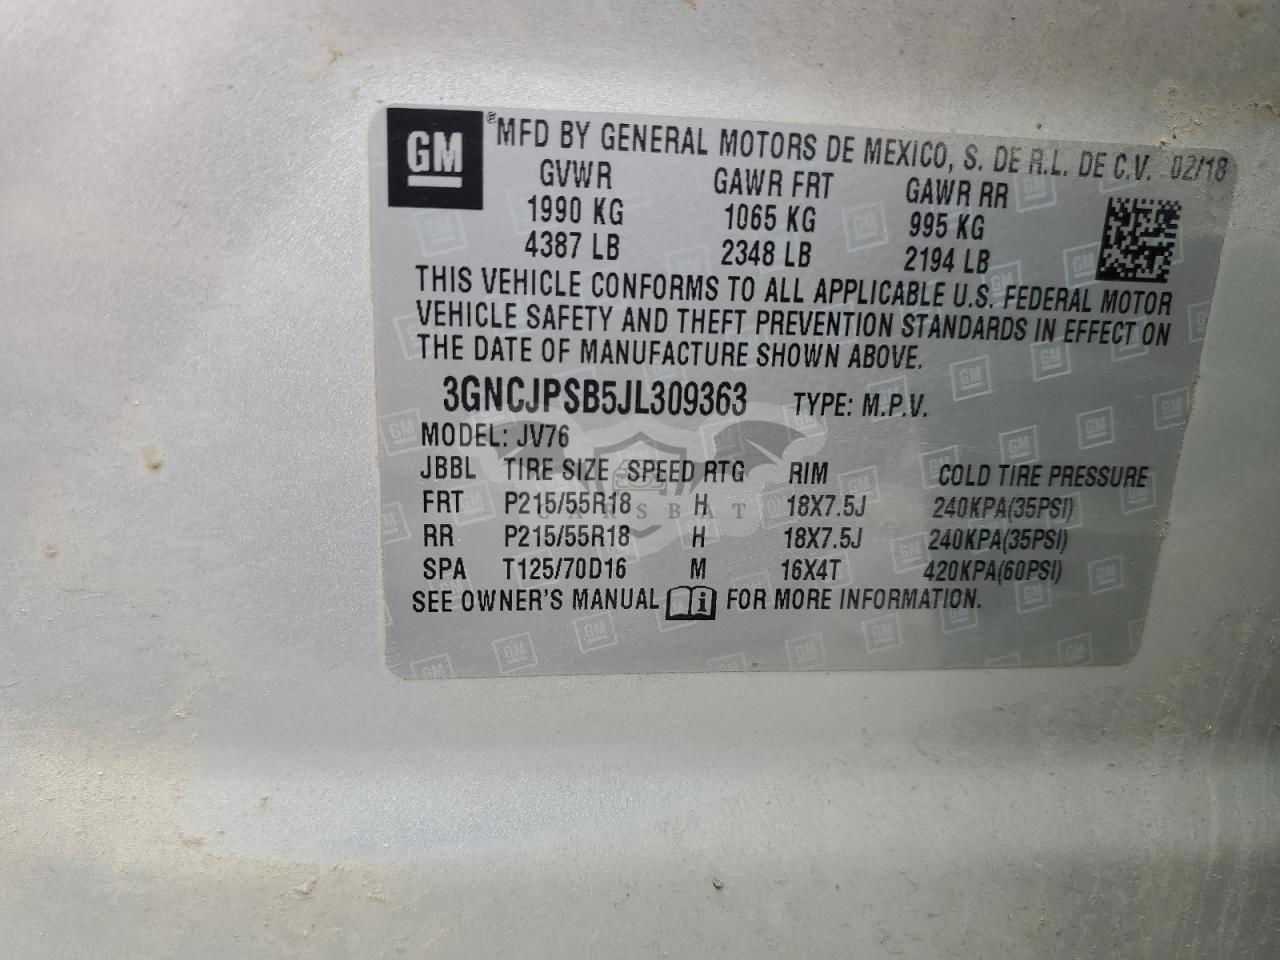 GM ® MFD BY GENERAL MOTORS DE MEXICO, S. DE R.L. DE C.V. 02/18
GVWR GAWR FRT GAWR RR
1990 KG 1065 KG 995 KG
4387 LB 2348 LB 2194 LB
THIS VEHICLE CONFORMS TO ALL APPLICABLE U.S. FEDERAL MOTOR
VEHICLE SAFETY AND THEFT PREVENTION STANDARDS IN EFFECT ON
THE DATE OF MANUFACTURE SHOWN ABOVE.
3GNCJPSB5JL309363 TYPE: M.P.V.
MODEL: JV76
JBBL TIRE SIZE SPEED RTG RIM COLD TIRE PRESSURE
FRT P215/55R18 H 18X7.5J 240KPA(35PSI)
CARSBAT
RR P215/55R18 H 18X7.5J 240KPA(35PSI)
SPA T125/70D16 M 16X4T 420KPA(60PSI)
SEE OWNER'S MANUAL i FOR MORE INFORMATION.